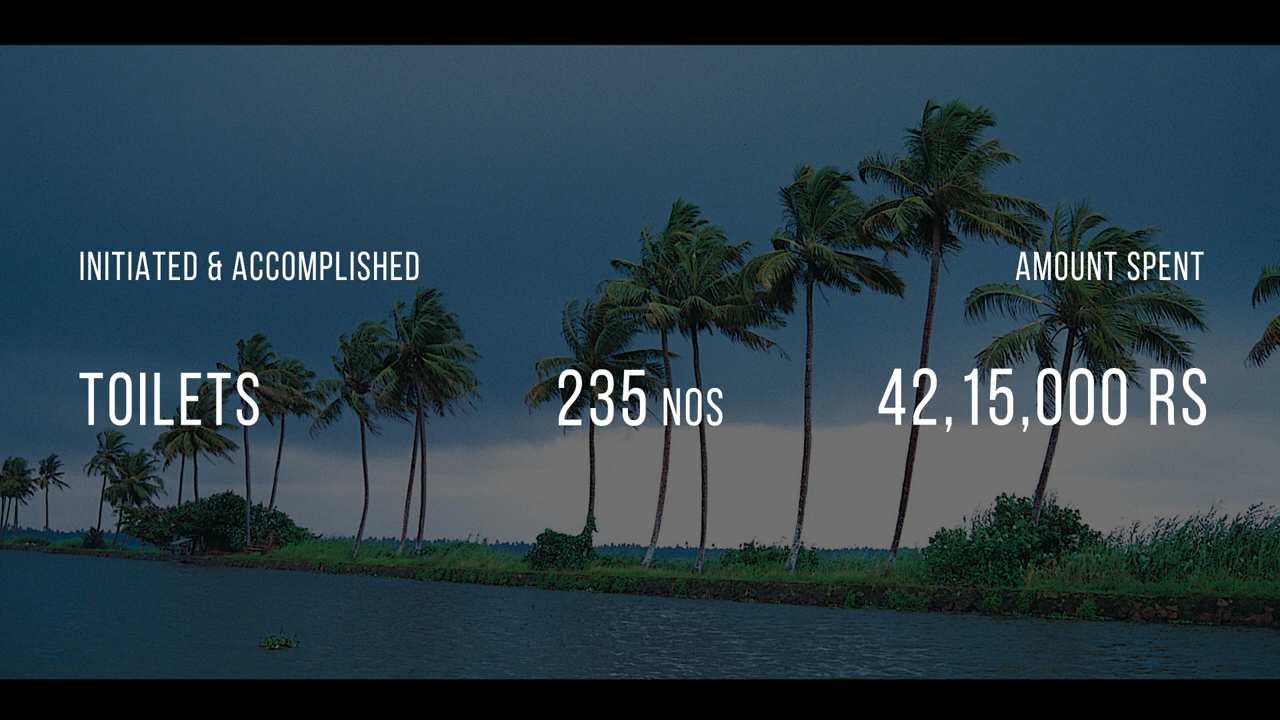 INITIATED & ACCOMPLISHED
AMOUNT SPENT
TOILETS
235 NOS
42,15,000 RS